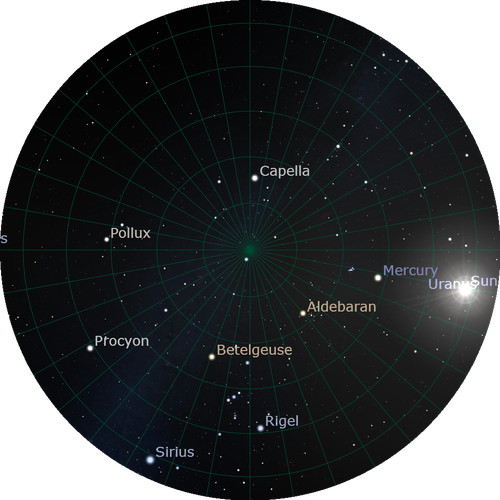 Capella
s
Pollux
Mercury
Uranus
Sun
Aldebaran
Procyon
Betelgeuse
Rigel
Sirius